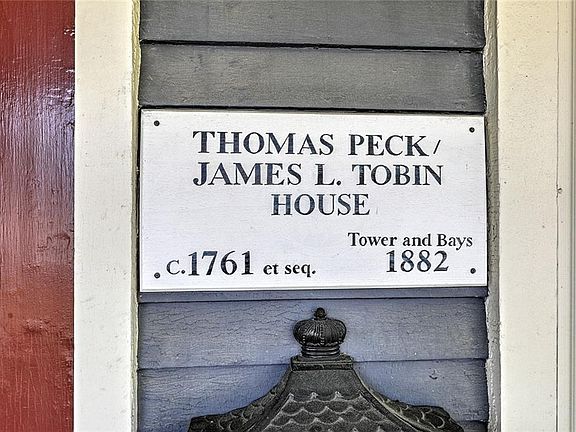 THOMAS PECK/
JAMES L. TOBIN
HOUSE
Tower and Bays
c.1761 et seq. 1882